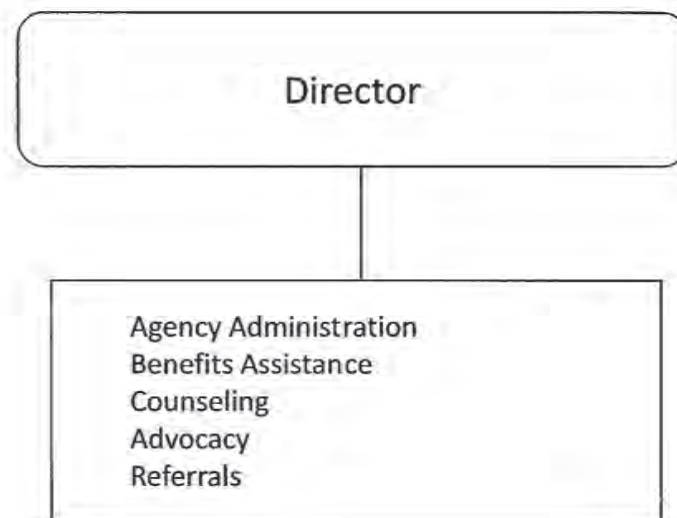 Director
Agency Administration
Benefits Assistance
Counseling
Advocacy
Referrals